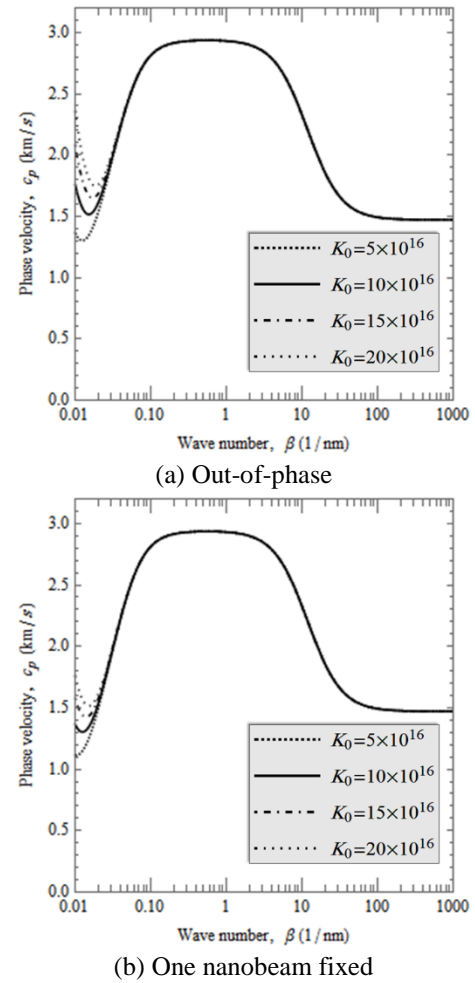 3.0
2.5
2.0
1.5
1.0
0.5
0.0
Phase velocity, c_p (km/s)
K_0=5×10^16
K_0=10×10^16
K_0=15×10^16
K_0=20×10^16
0.01 0.10 1 10 100 1000
Wave number, β (1/nm)
(a) Out-of-phase
3.0
2.5
2.0
1.5
1.0
0.5
0.0
Phase velocity, c_p (km/s)
K_0=5×10^16
K_0=10×10^16
K_0=15×10^16
K_0=20×10^16
0.01 0.10 1 10 100 1000
Wave number, β (1/nm)
(b) One nanobeam fixed